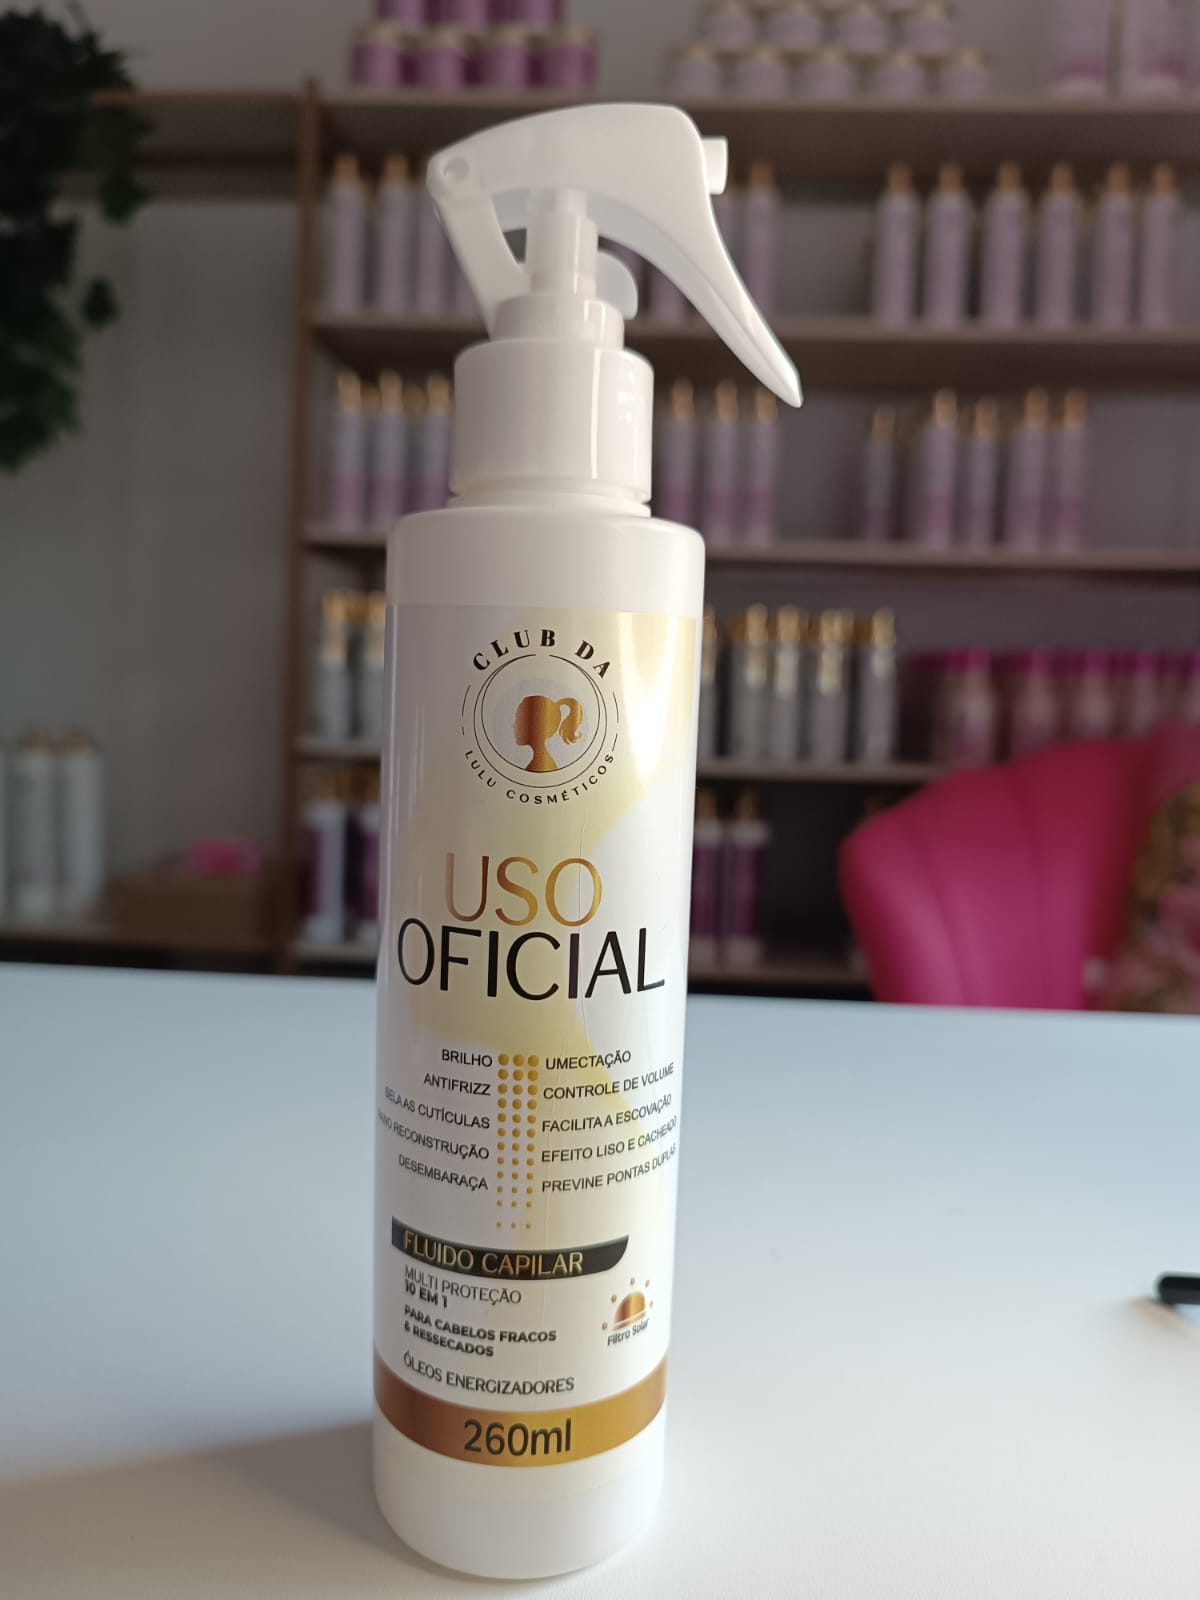 CLUB DA
LULU COSMÉTICOS
USO
OFICIAL
BRILHO
ANTIFRIZZ
SELA AS CUTÍCULAS
NANO RECONSTRUÇÃO
DESEMBARAÇA
UMECTAÇÃO
CONTROLE DE VOLUME
FACILITA A ESCOVAÇÃO
EFEITO LISO E CACHEADO
PREVINE PONTAS DUPLAS
FLUIDO CAPILAR
MULTI PROTEÇÃO
10 EM 1
PARA CABELOS FRACOS
& RESSECADOS
Filtro Solar
ÓLEOS ENERGIZADORES
260ml